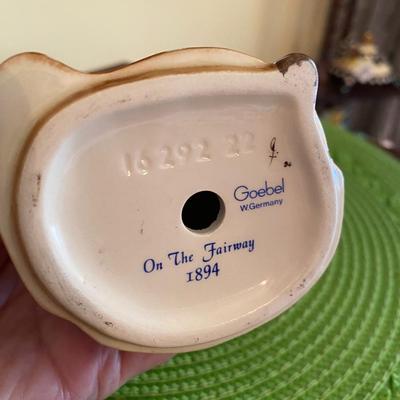 16 292 22
Goebel
W.Germany
On The Fairway
1894